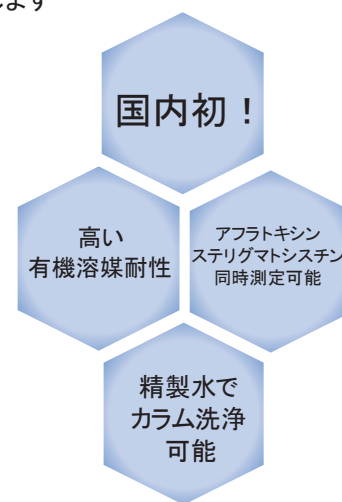 します
国内初！
高い
有機溶媒耐性
アフラトキシン
ステリグマトシスチン
同時測定可能
精製水で
カラム洗浄
可能